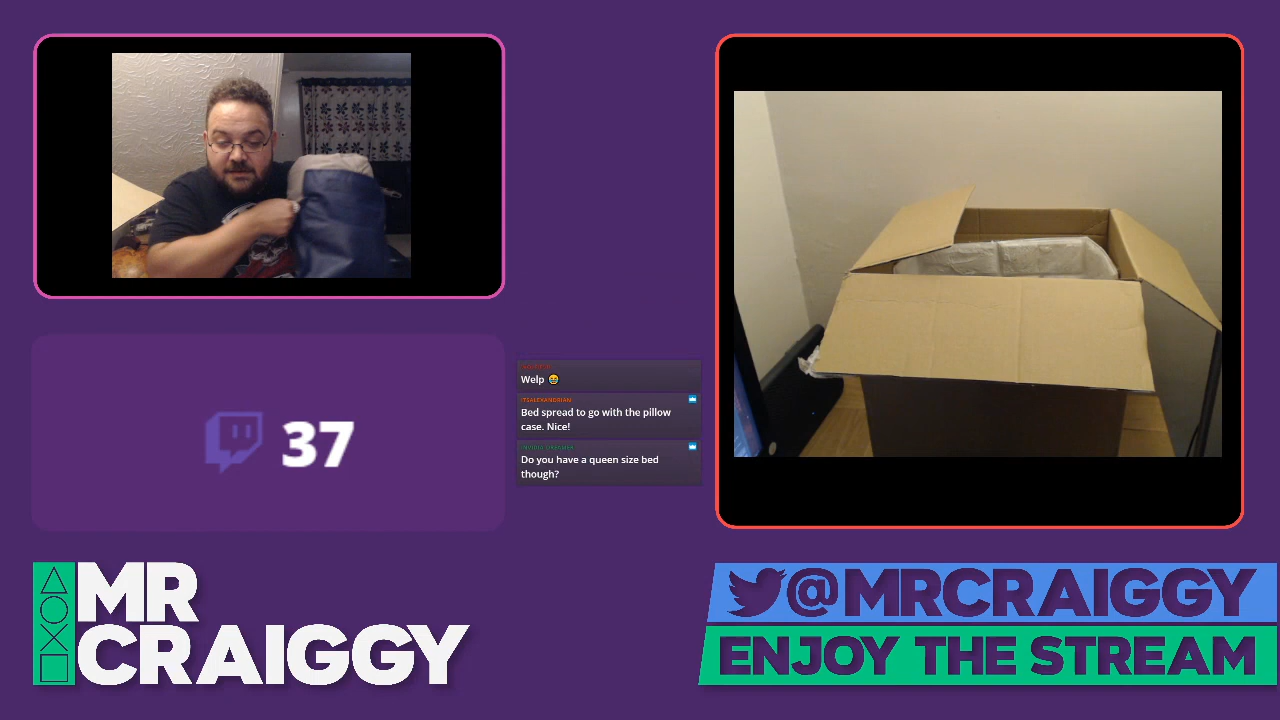 37
Welp
ITSALEXANDRIAN
Bed spread to go with the pillow
case. Nice!
Do you have a queen size bed
though?
MR
CRAIGGY
@MRCRAIGGY
ENJOY THE STREAM